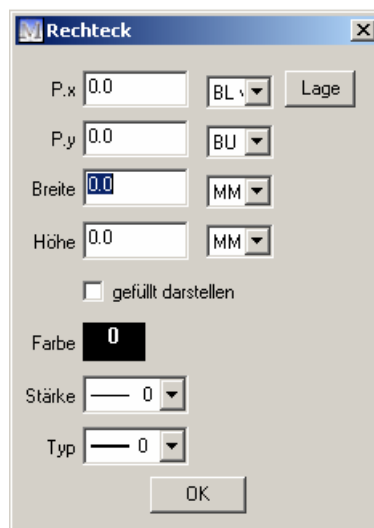 Rechteck
P.x 0.0 BL Lage
P.y 0.0 BU
Breite 0.0 MM
Höhe 0.0 MM
gefüllt darstellen
Farbe 0
Stärke 0
Typ 0
OK